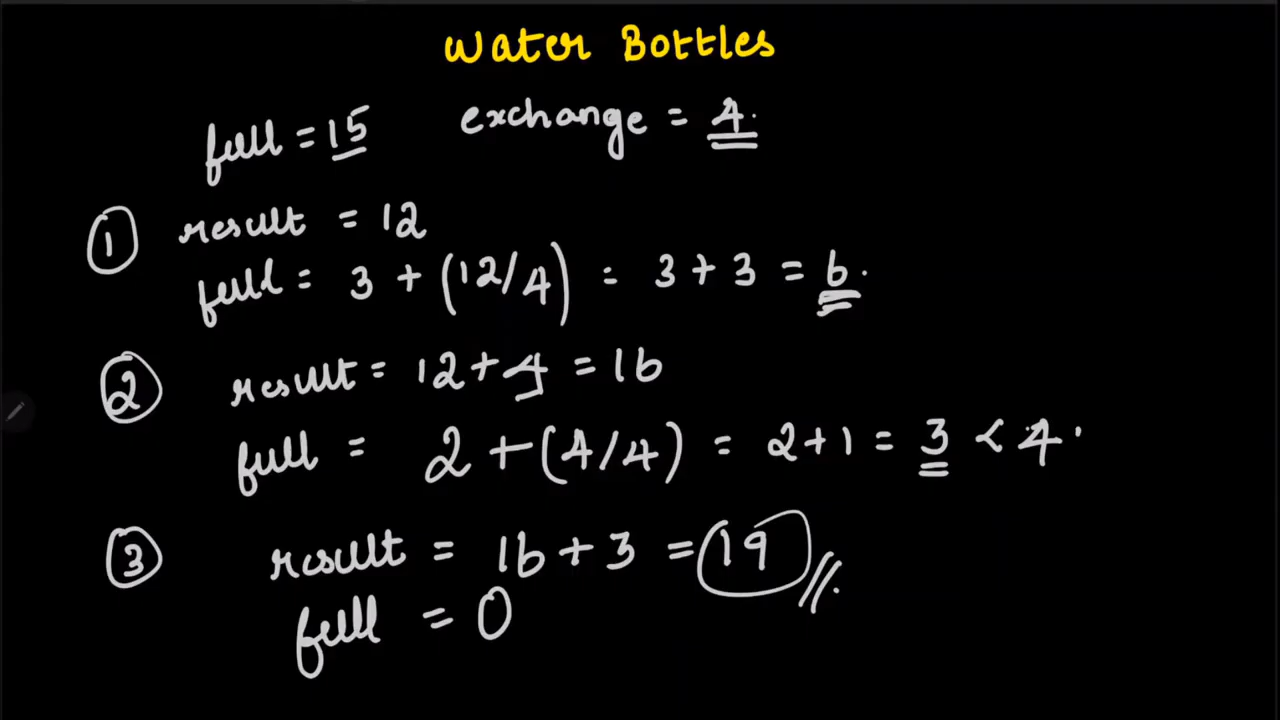 Water Bottles
full = 15 exchange = 4.
1 result = 12
full = 3 + (12/4) = 3 + 3 = 6.
2 result = 12 + 4 = 16
full = 2 + (4/4) = 2 + 1 = 3 < 4.
3 result = 16 + 3 = 19
full = 0